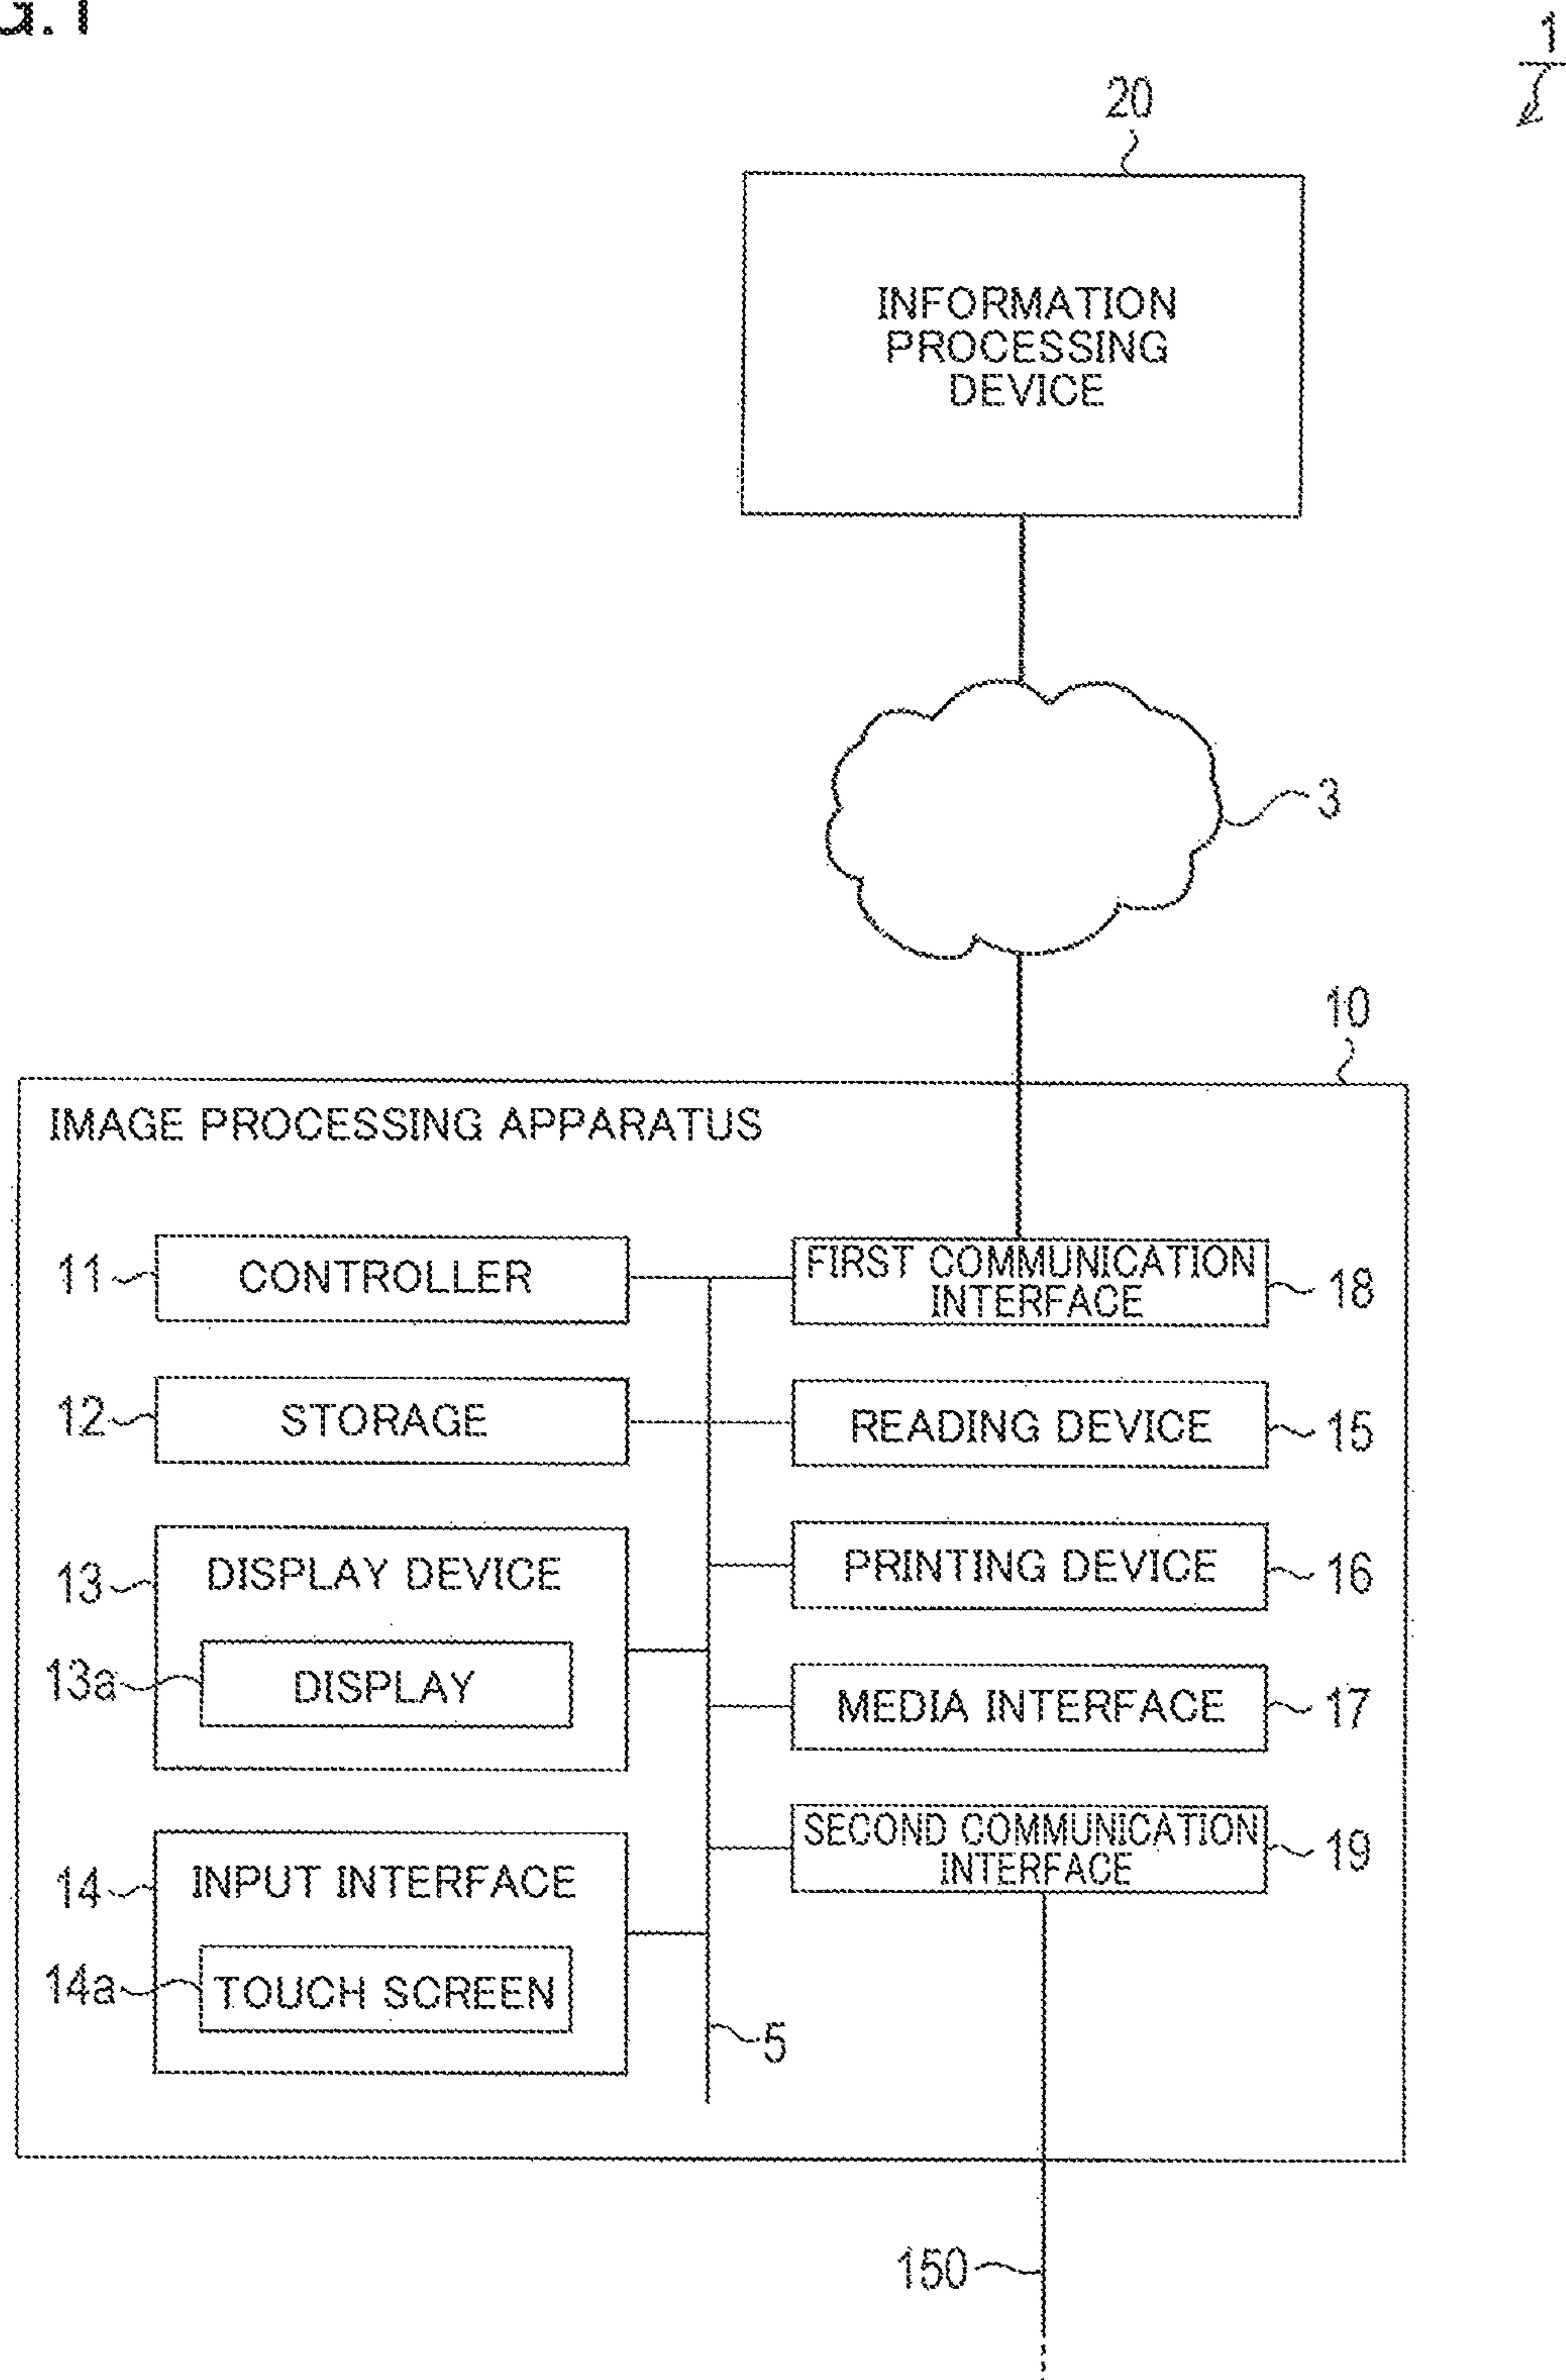 G.1
1
20
INFORMATION
PROCESSING
DEVICE
3
10
IMAGE PROCESSING APPARATUS
11
CONTROLLER
FIRST COMMUNICATION
INTERFACE
18
12
STORAGE
READING DEVICE
15
13
DISPLAY DEVICE
PRINTING DEVICE
16
13a
DISPLAY
MEDIA INTERFACE
17
14
INPUT INTERFACE
SECOND COMMUNICATION
INTERFACE
19
14a
TOUCH SCREEN
5
150